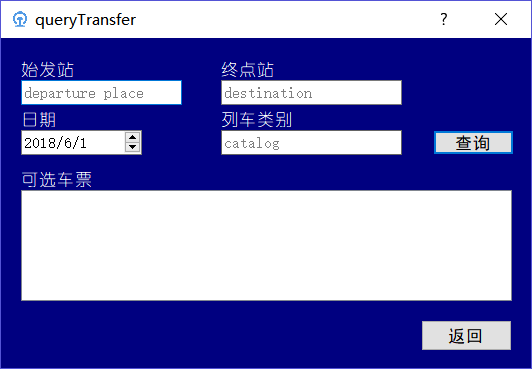 queryTransfer
始发站 终点站
departure place destination
日期 列车类别
2018/6/1 catalog 查询
可选车票
返回